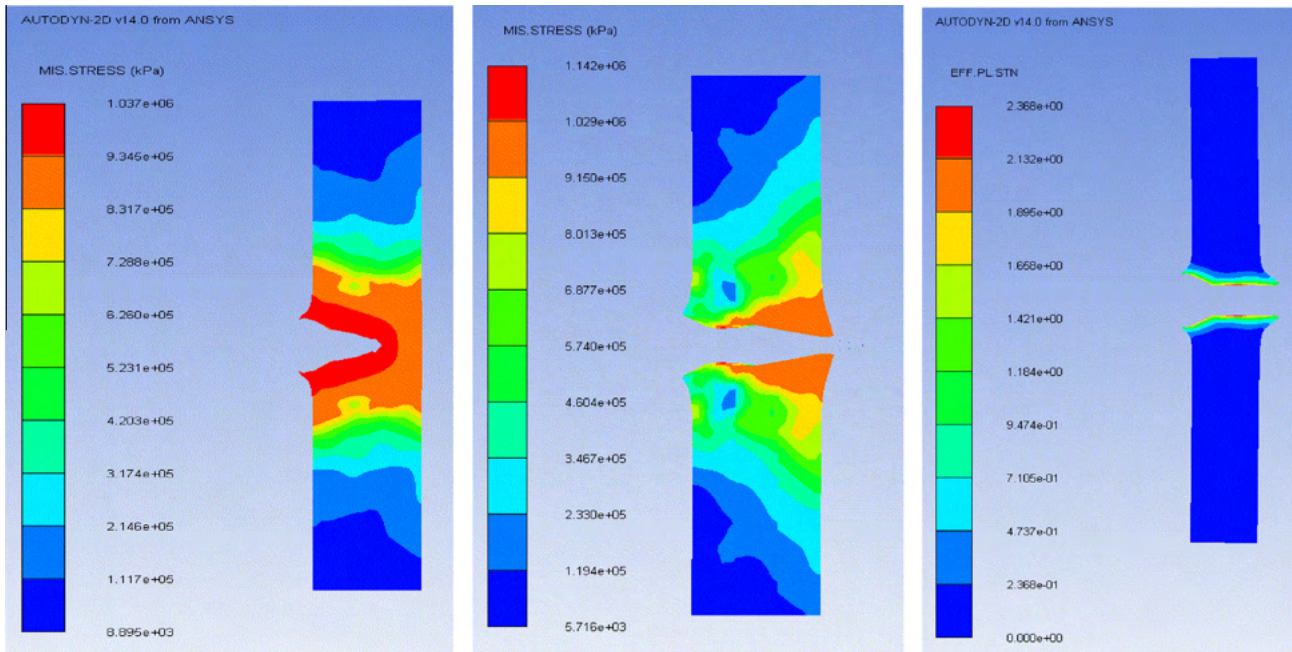 AUTODYN-2D v14.0 from ANSYS
MIS.STRESS (kPa)
1.037e+06
9.345e+05
8.317e+05
7.288e+05
6.260e+05
5.231e+05
4.203e+05
3.174e+05
2.146e+05
1.117e+05
8.895e+03
MIS.STRESS (kPa)
1.142e+06
1.029e+06
9.150e+05
8.013e+05
6.877e+05
5.740e+05
4.604e+05
3.467e+05
2.330e+05
1.194e+05
5.716e+03
AUTODYN-2D v14.0 from ANSYS
EFF.PL.STN
2.368e+00
2.132e+00
1.895e+00
1.658e+00
1.421e+00
1.184e+00
9.474e-01
7.105e-01
4.737e-01
2.368e-01
0.000e+00